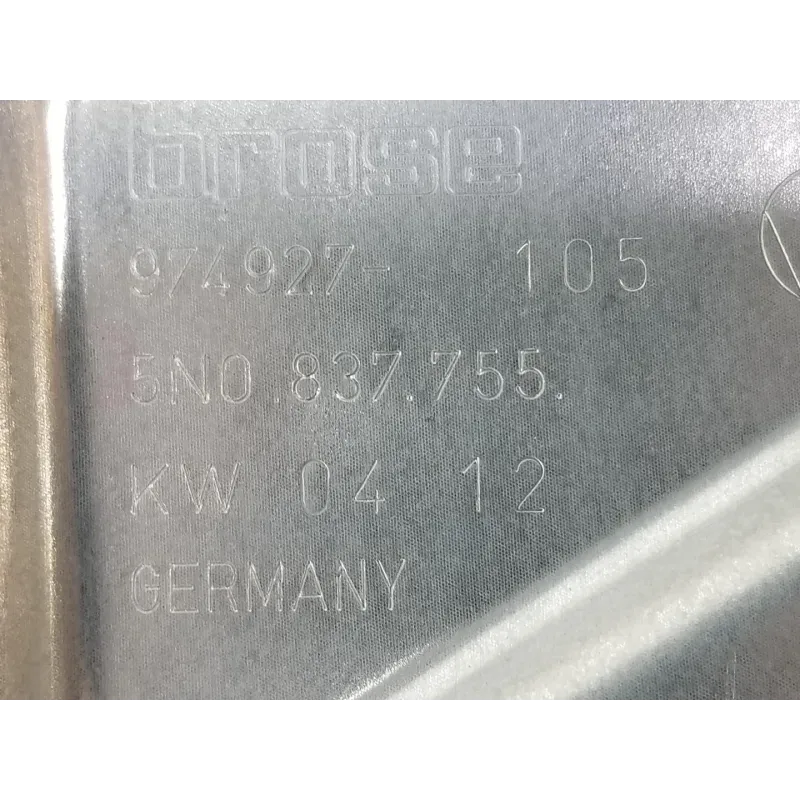 brose
974927- 105
5N0.837.755.
KW 04 12
GERMANY